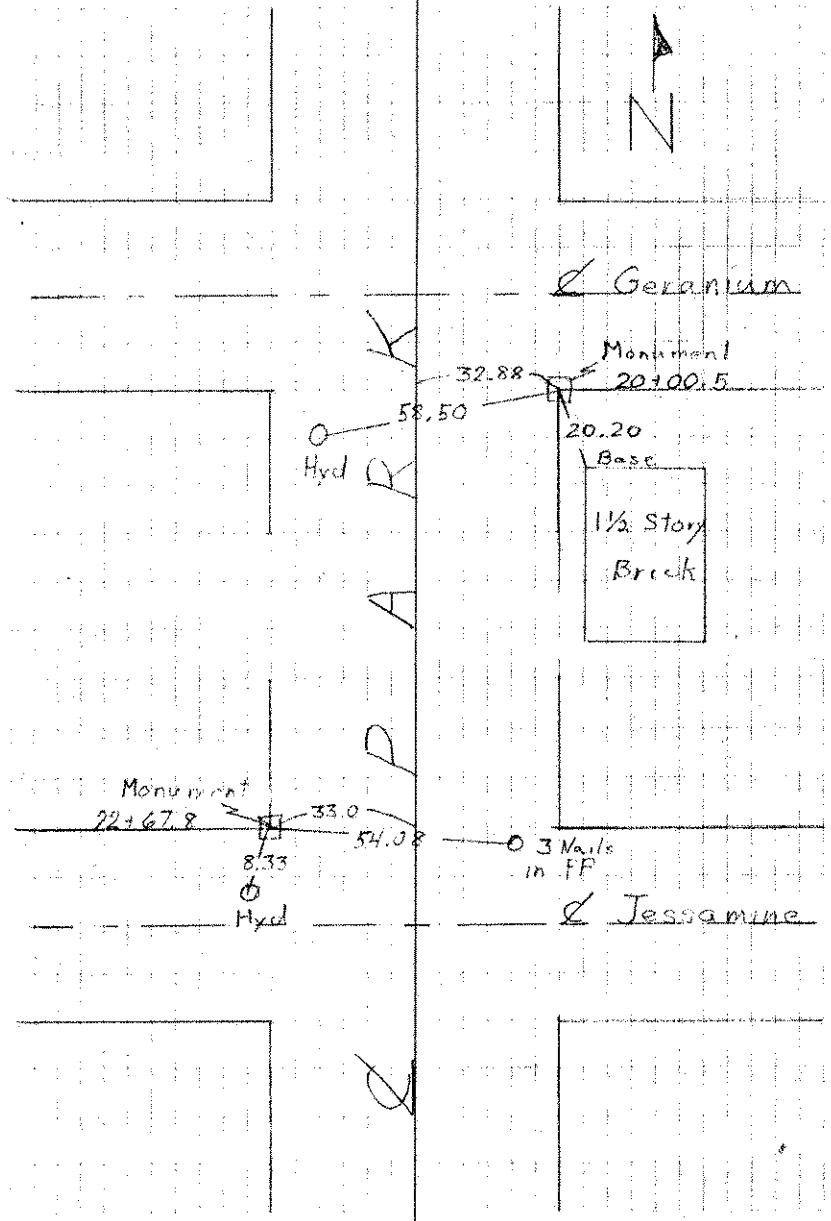 N
℄ Geranium
Monument
32.88
20+00.5
58.50
20.20
Hyd
Base
1½ Story
Brick
℄ PARK
Monument
22+67.8
33.0
54.08
3 Nails
in PP
8.33
Hyd
℄ Jessamine